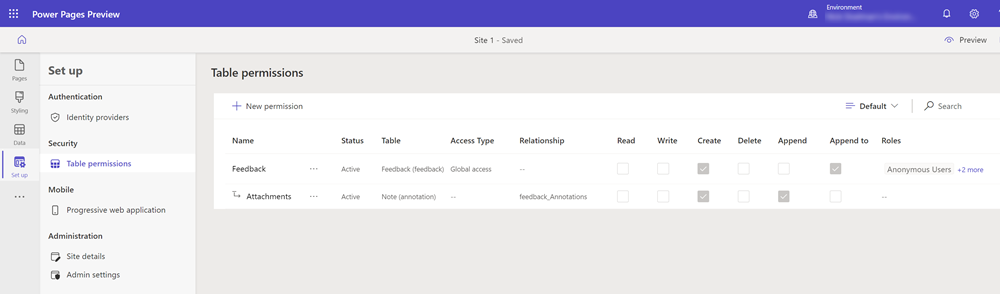 Power Pages Preview
Environment
Site 1 - Saved
Preview
Pages
Styling
Data
Set up
Set up
Authentication
Identity providers
Security
Table permissions
Mobile
Progressive web application
Administration
Site details
Admin settings
Table permissions
New permission
Default
Search
Name Status Table Access Type Relationship Read Write Create Delete Append Append to Roles
Feedback ··· Active Feedback (feedback) Global access -- Anonymous Users +2 more
Attachments ··· Active Note (annotation) -- feedback_Annotations --